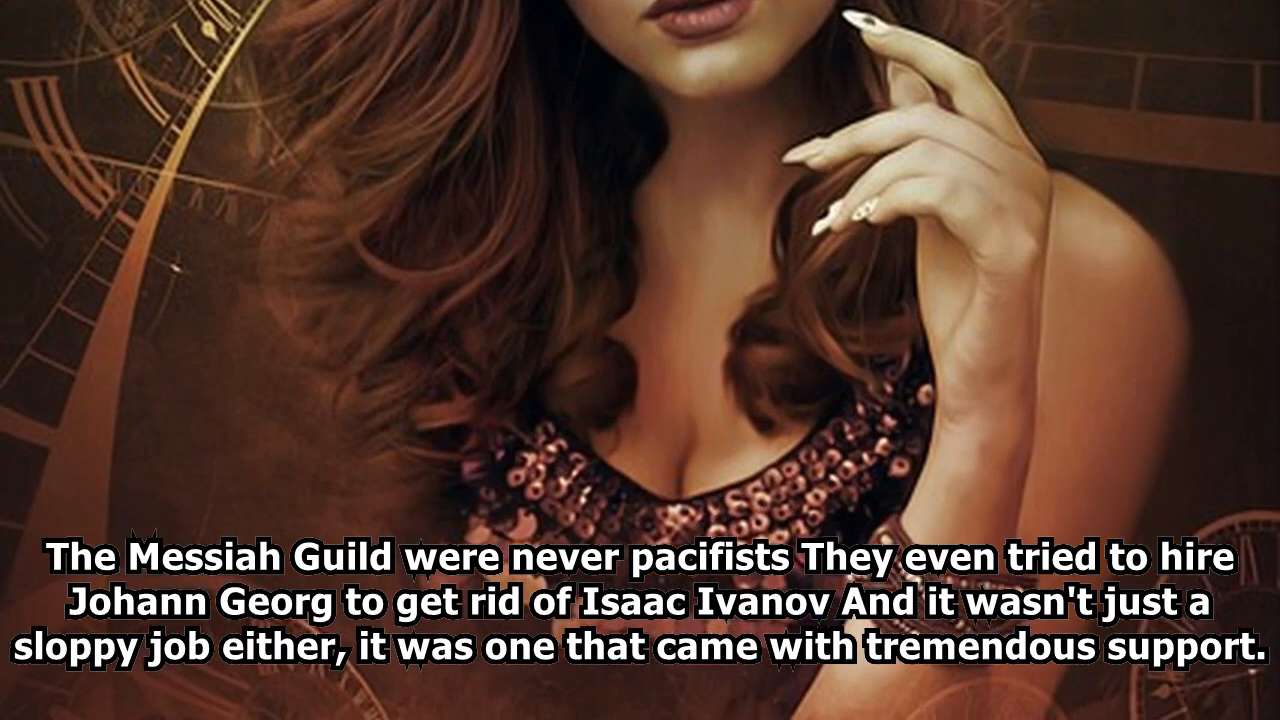 The Messiah Guild were never pacifists They even tried to hire
Johann Georg to get rid of Isaac Ivanov And it wasn't just a
sloppy job either, it was one that came with tremendous support.